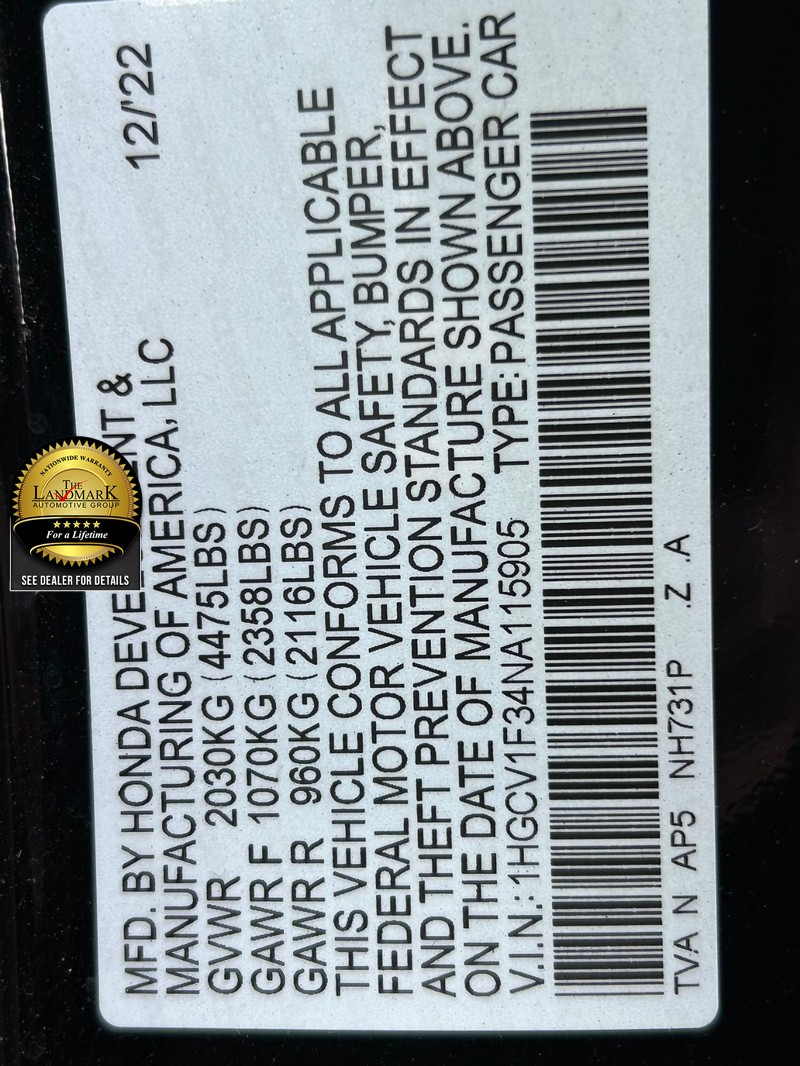 MFD. BY HONDA DEVE NT &
MANUFACTURING OF AMERICA, LLC 12/'22
GVWR 2030KG (4475LBS)
GAWR F 1070KG (2358LBS)
GAWR R 960KG (2116LBS)
THIS VEHICLE CONFORMS TO ALL APPLICABLE
FEDERAL MOTOR VEHICLE SAFETY, BUMPER,
AND THEFT PREVENTION STANDARDS IN EFFECT
ON THE DATE OF MANUFACTURE SHOWN ABOVE.
V.I.N.: 1HGCV1F34NA115905 TYPE: PASSENGER CAR
TVA N AP5 NH731P .Z .A
NATIONWIDE WARRANTY
THE
LANDMARK
AUTOMOTIVE GROUP
For a Lifetime
SEE DEALER FOR DETAILS